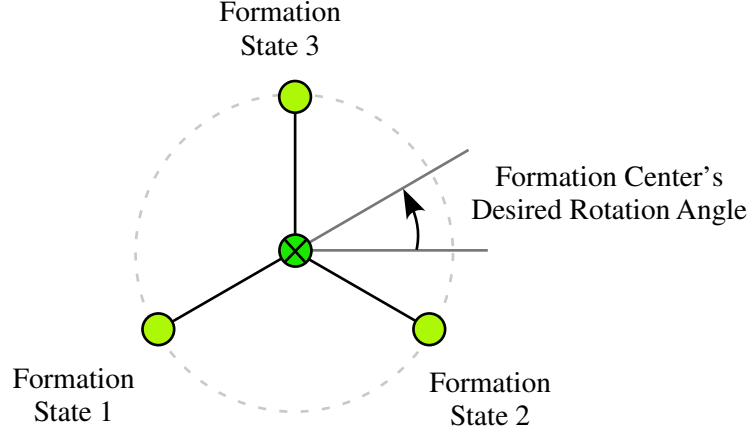 Formation
State 3
Formation Center's
Desired Rotation Angle
Formation
State 1
Formation
State 2